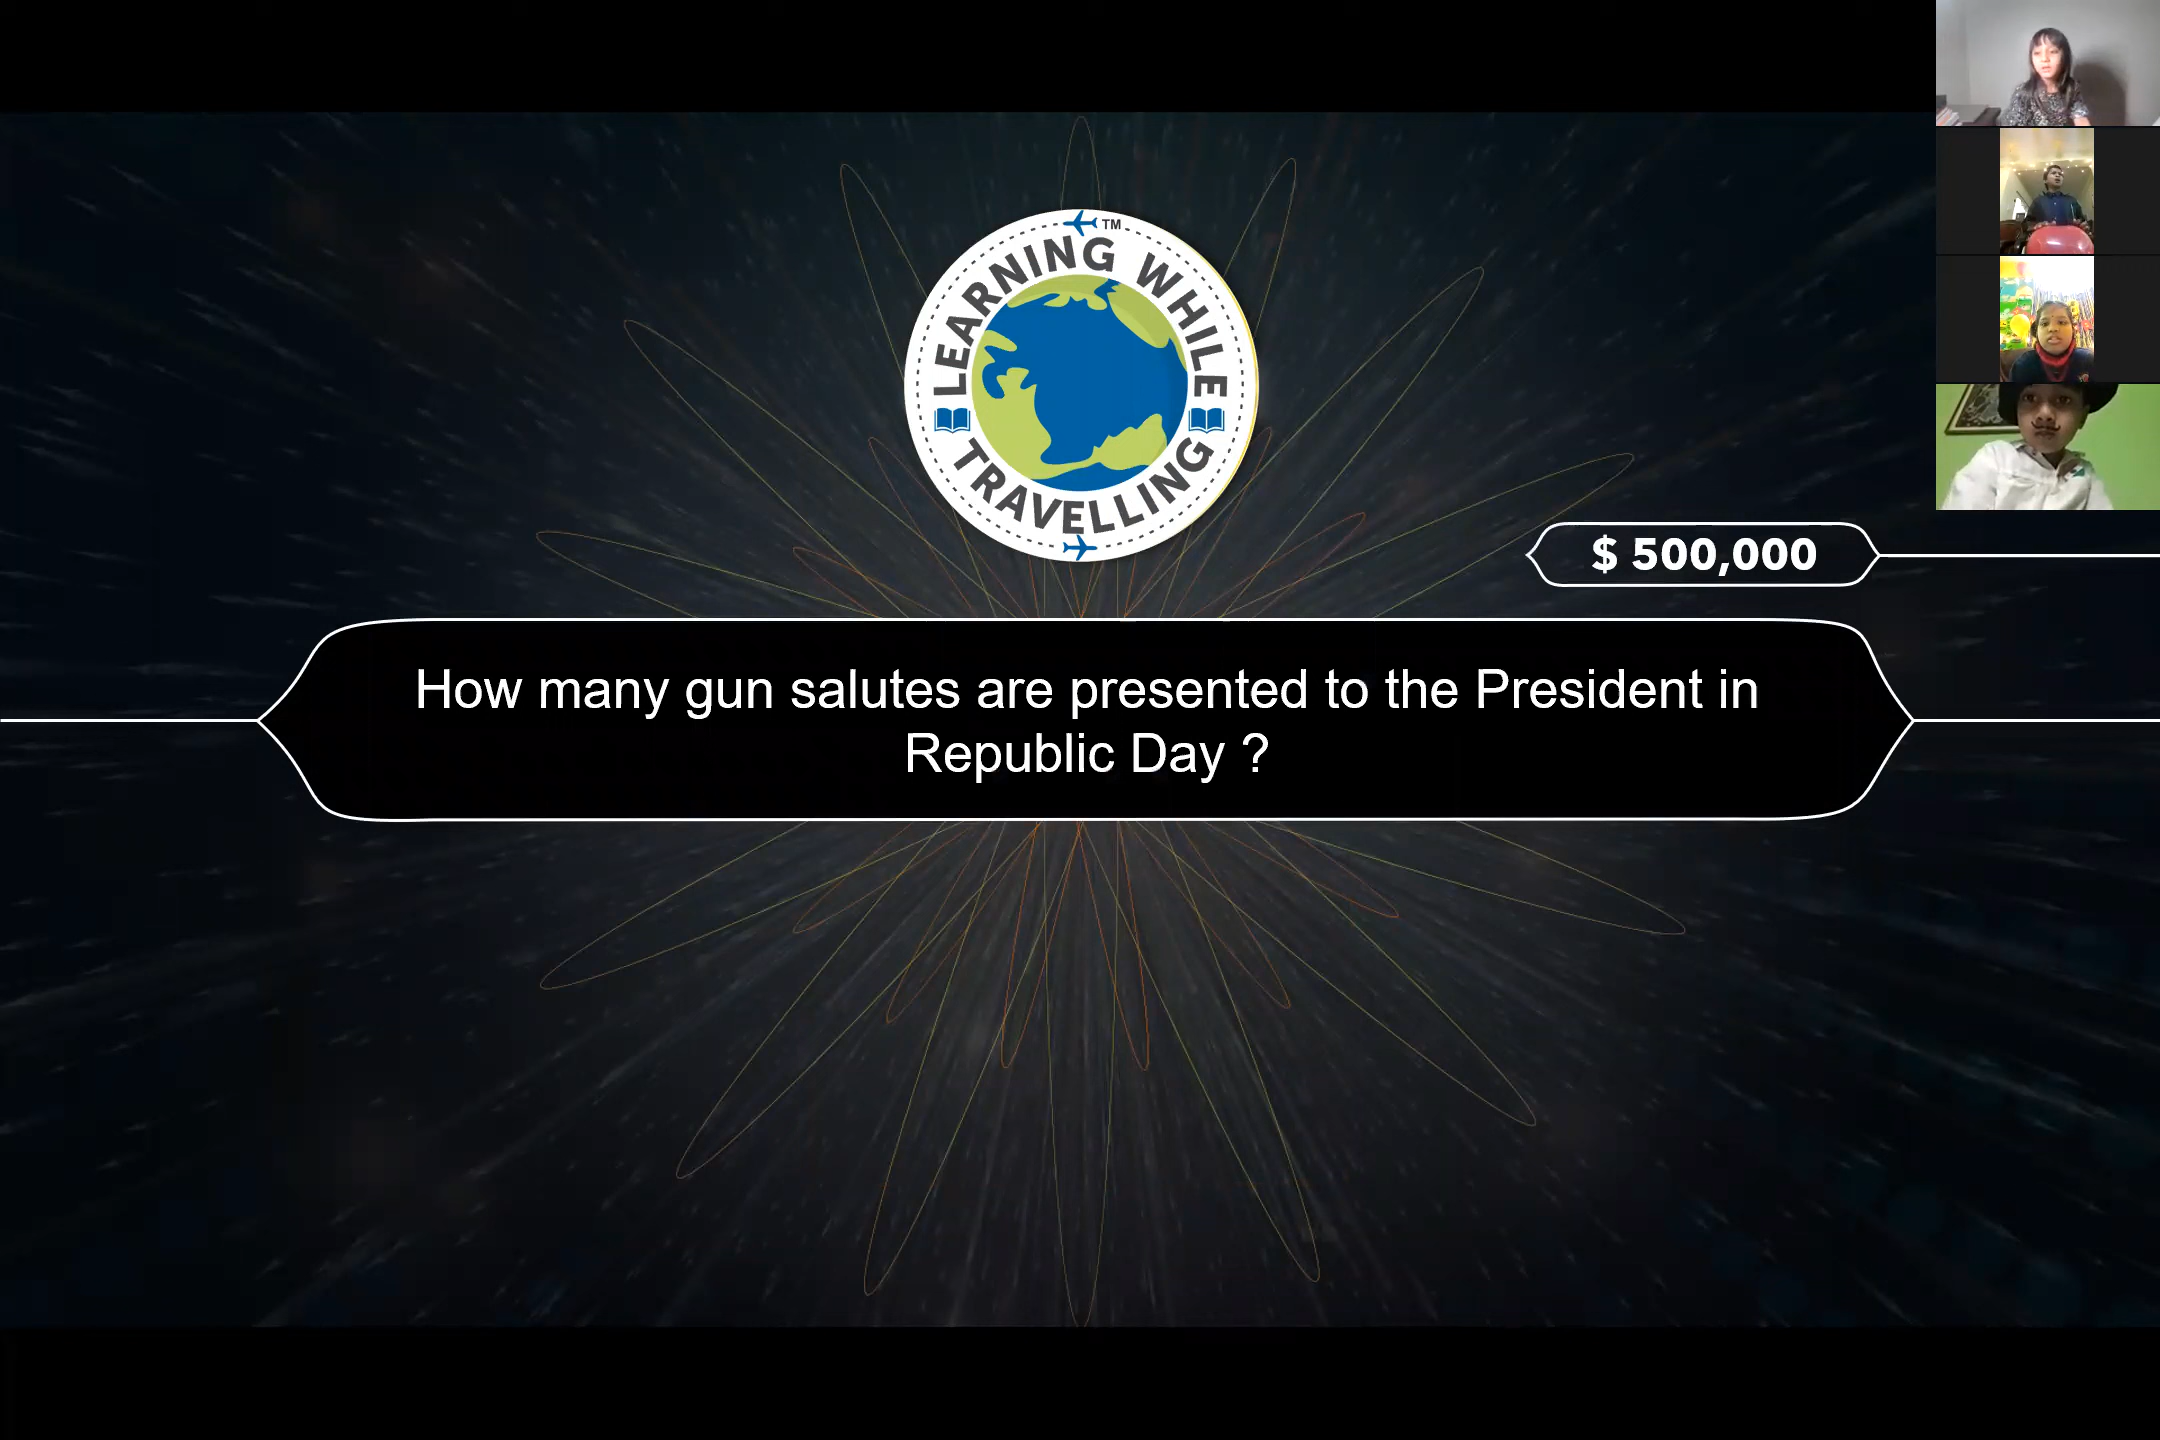 LEARNING WHILE
TRAVELLING
TM
$ 500,000
How many gun salutes are presented to the President in
Republic Day ?